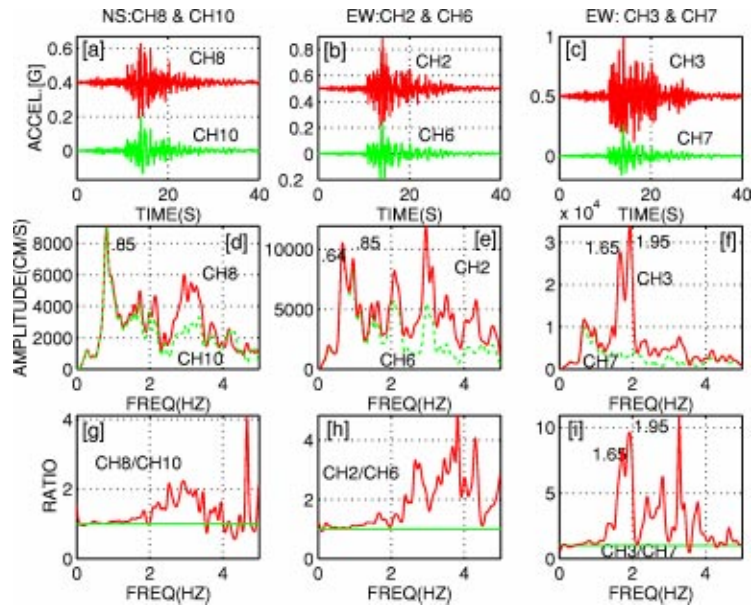 NS:CH8 & CH10 EW:CH2 & CH6 EW: CH3 & CH7
[a] CH8 CH10
0.6 0.4 0.2 0
ACCEL.[G]
0 20 40
TIME(S)
[b] CH2 CH6
0.8 0.6 0.4 0.2 0 0.2
0 20 40
TIME(S)
[c] CH3 CH7
1 0.5 0
0 20 40
TIME(S)
[d] .85 CH8 CH10
8000 6000 4000 2000 0
AMPLITUDE(CM/S)
0 2 4
FREQ(HZ)
[e] .64 .85 CH2 CH6
10000 5000 0
0 2 4
FREQ(HZ)
x 10^4
[f] 1.65 1.95 CH3 CH7
3 2 1 0
0 2 4
FREQ(HZ)
[g] CH8/CH10
4 2 0
RATIO
0 2 4
FREQ(HZ)
[h] CH2/CH6
4 2 0
0 2 4
FREQ(HZ)
[i] 1.65 1.95 CH3/CH7
10 5 0
0 2 4
FREQ(HZ)